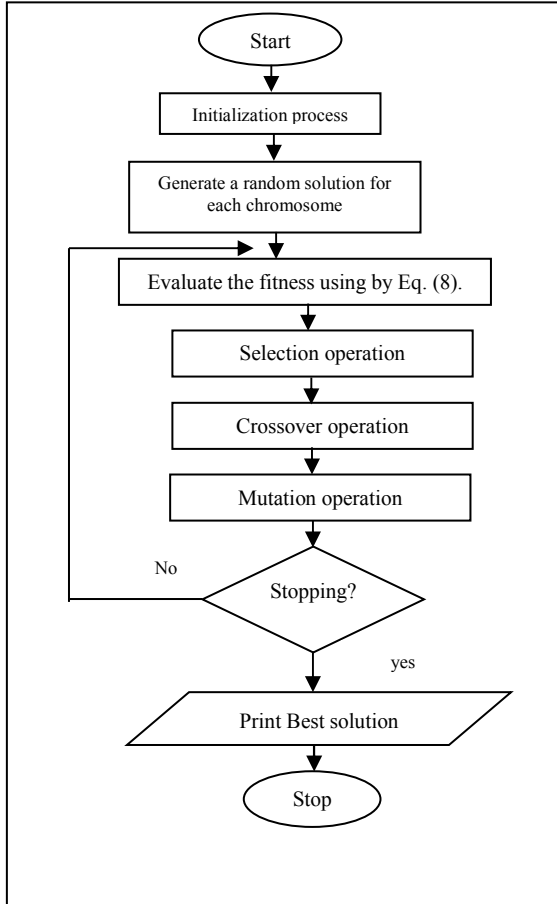 Start
Initialization process
Generate a random solution for
each chromosome
Evaluate the fitness using by Eq. (8).
Selection operation
Crossover operation
Mutation operation
No
Stopping?
yes
Print Best solution
Stop